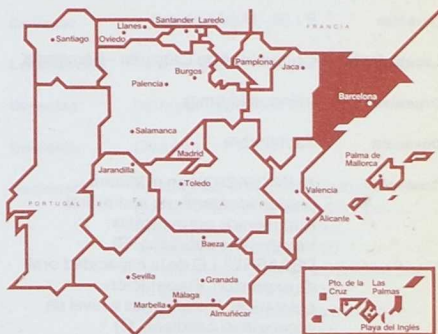 Santander Laredo
Llanes
FRANCIA
Santiago
Oviedo
Pamplona
Jaca
Burgos
Palencia
Barcelona
Salamanca
Madrid
Palma de
Mallorca
Jarandilla
Toledo
Valencia
PORTUGAL
ESPAÑA
Alicante
Baeza
Sevilla
Granada
Pto. de la
Cruz
Las
Palmas
Málaga
Marbella
Almuñécar
Playa del Inglés